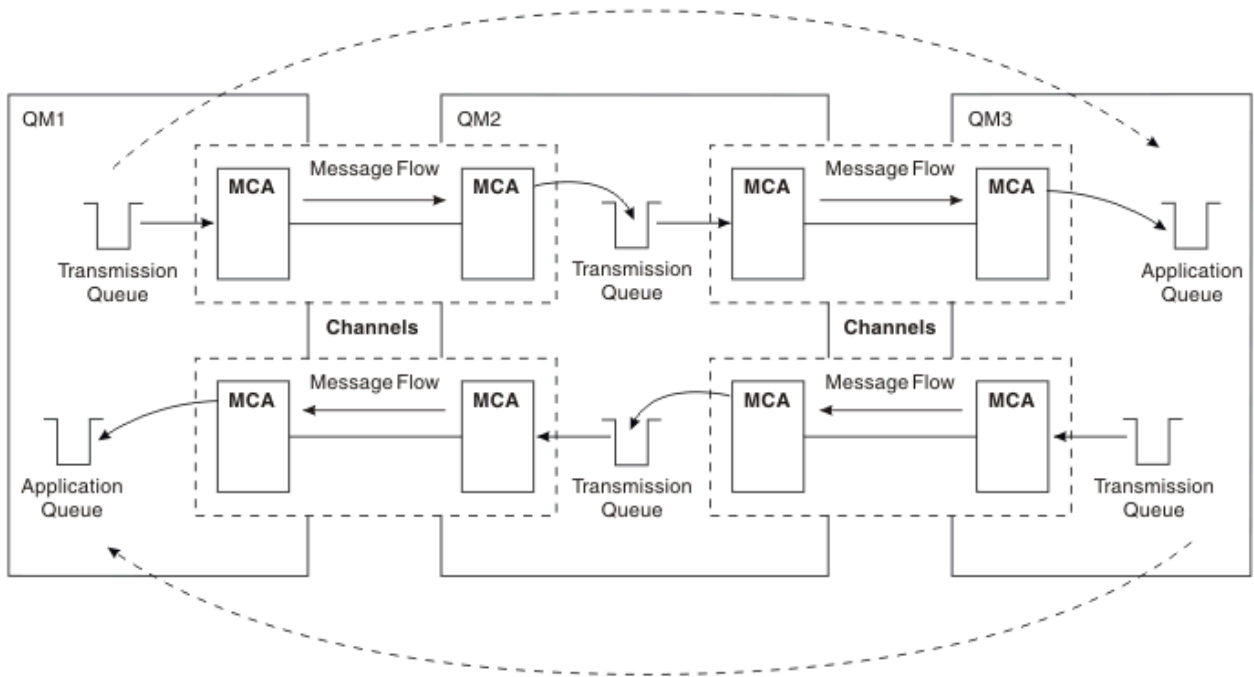 QM1
QM2
QM3
MCA
Message Flow
MCA
MCA
Message Flow
MCA
Transmission
Queue
Transmission
Queue
Application
Queue
Channels
Channels
MCA
Message Flow
MCA
MCA
Message Flow
MCA
Application
Queue
Transmission
Queue
Transmission
Queue